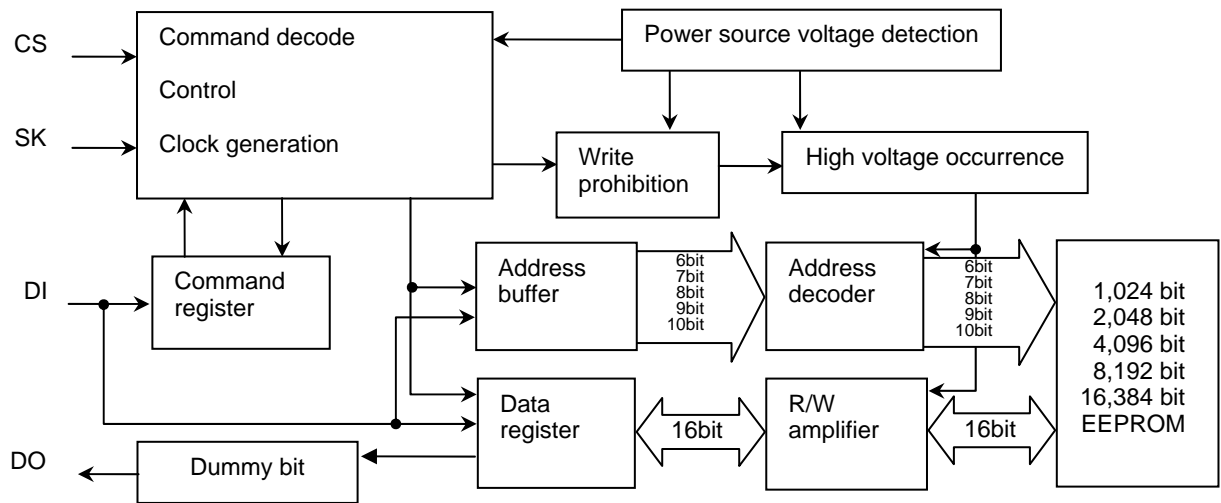 CS
Command decode
Control
Clock generation
SK
Power source voltage detection
Write
prohibition
High voltage occurrence
DI
Command
register
Address
buffer
6bit
7bit
8bit
9bit
10bit
Address
decoder
6bit
7bit
8bit
9bit
10bit
1,024 bit
2,048 bit
4,096 bit
8,192 bit
16,384 bit
EEPROM
Data
register
16bit
R/W
amplifier
16bit
DO
Dummy bit